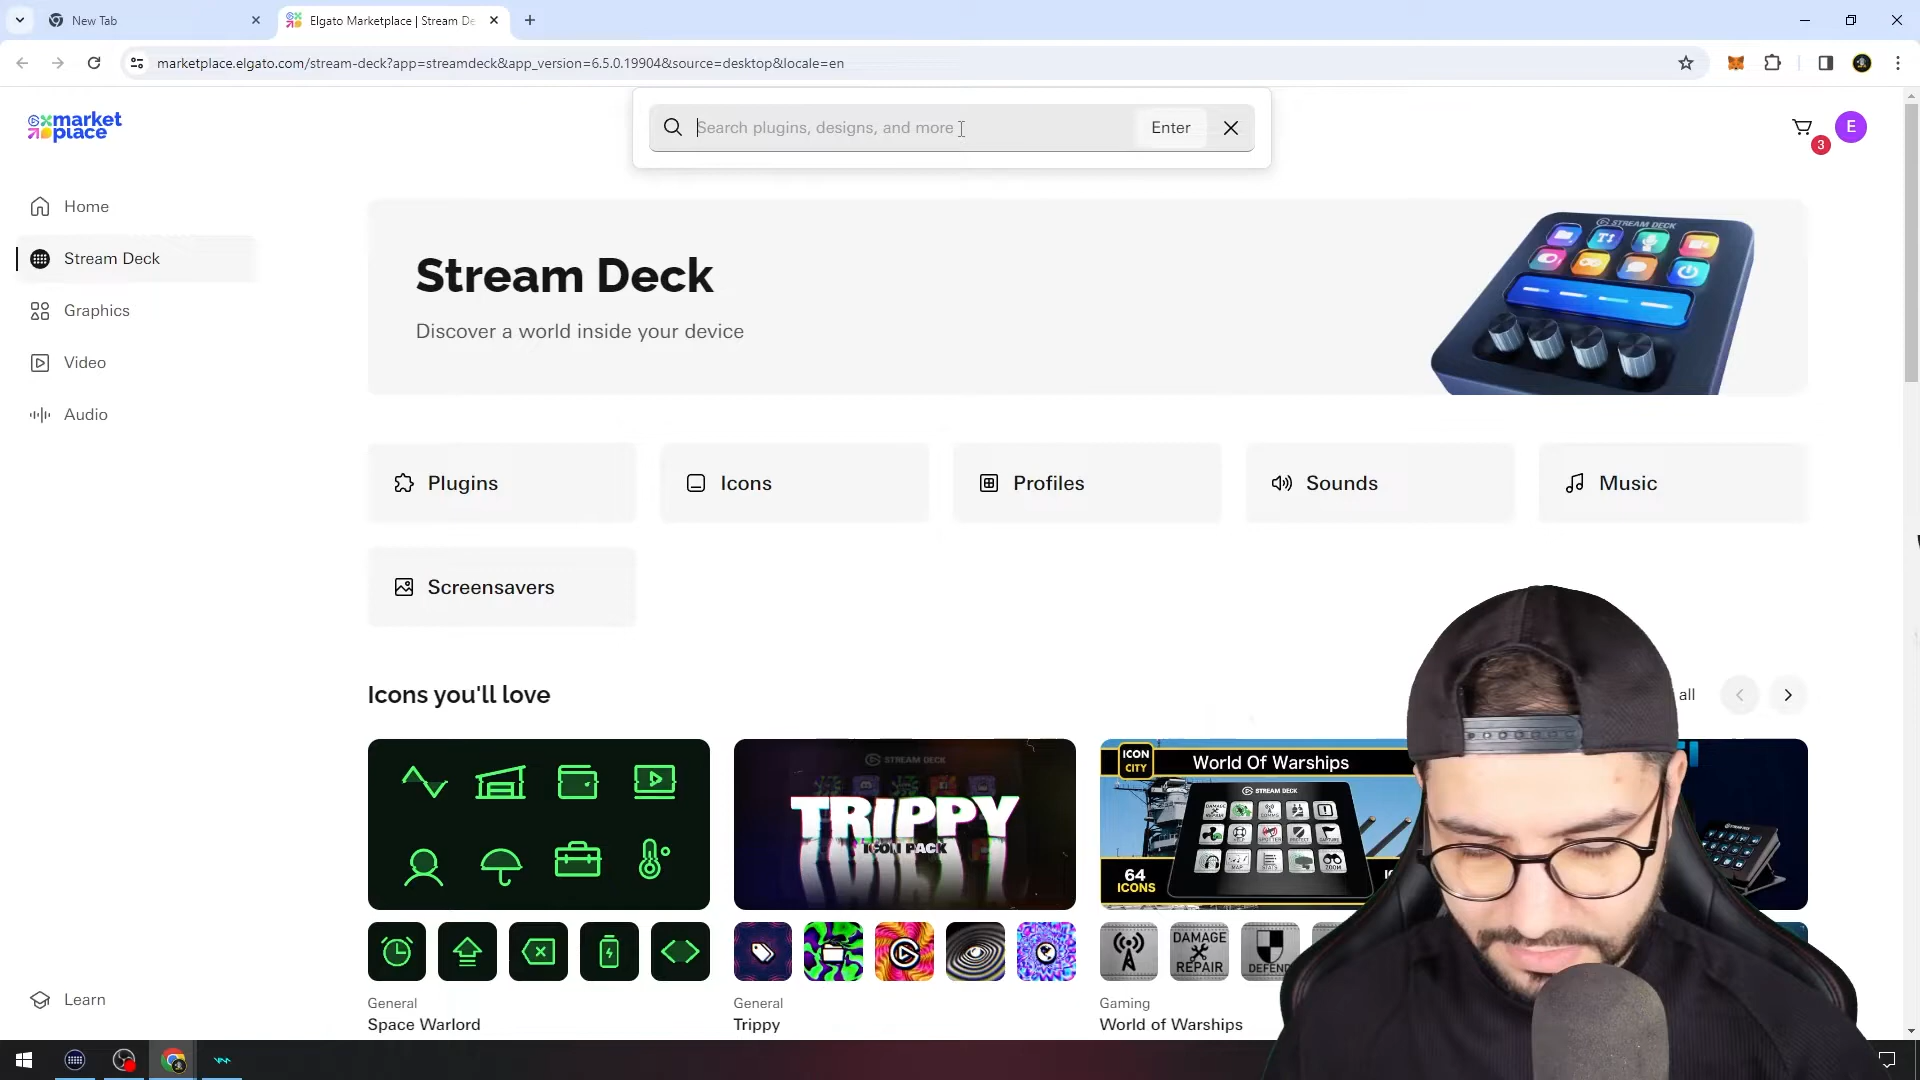 New Tab
Elgato Marketplace | Stream De
marketplace.elgato.com/stream-deck?app=streamdeck&app_version=6.5.0.19904&source=desktop&locale=en
market
place
Search plugins, designs, and more
Enter
3
E
Home
Stream Deck
Graphics
Video
Audio
Learn
Stream Deck
Discover a world inside your device
STREAM DECK
Plugins
Icons
Profiles
Sounds
Music
Screensavers
Icons you'll love
all
STREAM DECK
TRIPPY
ICON PACK
ICON
CITY
World Of Warships
STREAM DECK
64
ICONS
DAMAGE
REPAIR
DEFEND
General
Space Warlord
General
Trippy
Gaming
World of Warships